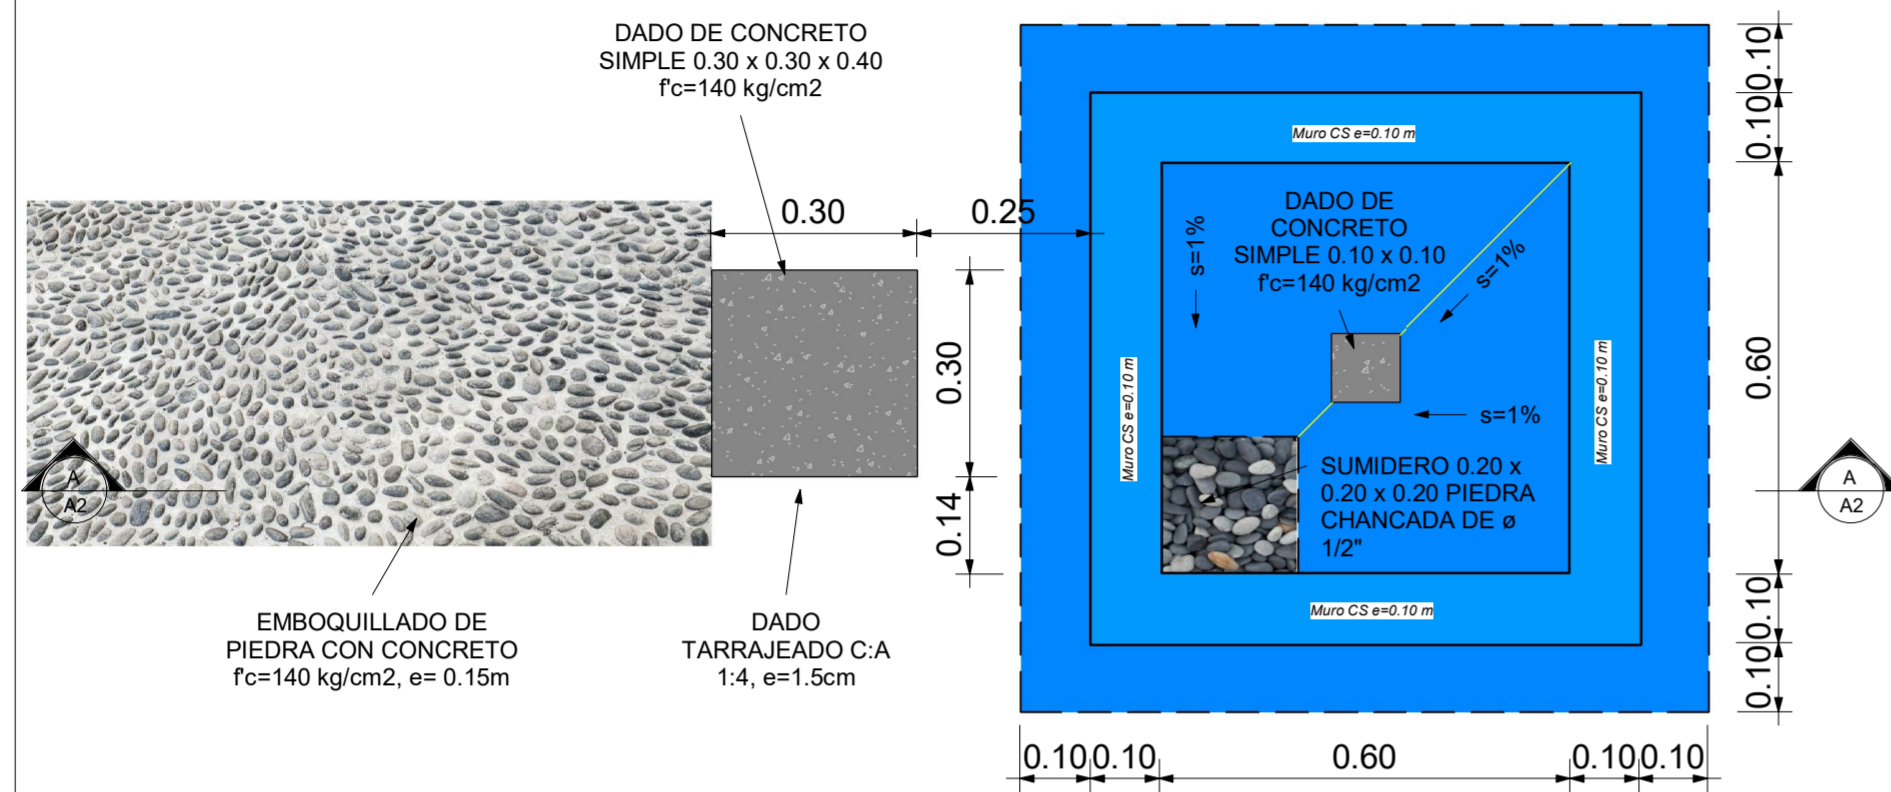 DADO DE CONCRETO
SIMPLE 0.30 x 0.30 x 0.40
f'c=140 kg/cm2
0.30
0.25
0.30
0.14
A
A2
EMBOQUILLADO DE
PIEDRA CON CONCRETO
f'c=140 kg/cm2, e= 0.15m
DADO
TARRAJEADO C:A
1:4, e=1.5cm
Muro CS e=0.10 m
DADO DE
CONCRETO
SIMPLE 0.10 x 0.10
f'c=140 kg/cm2
s=1%
s=1%
s=1%
Muro CS e=0.10 m
Muro CS e=0.10 m
SUMIDERO 0.20 x
0.20 x 0.20 PIEDRA
CHANCADA DE ø
1/2"
Muro CS e=0.10 m
0.10
0.10
0.60
0.10
0.10
A
A2
0.10
0.10
0.60
0.10
0.10